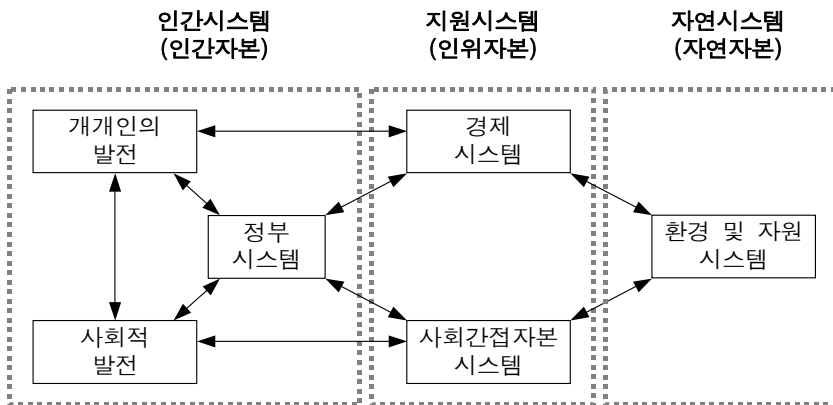 인간시스템
(인간자본)
지원시스템
(인위자본)
자연시스템
(자연자본)
개개인의
발전
경제
시스템
정부
시스템
환경 및 자원
시스템
사회적
발전
사회간접자본
시스템